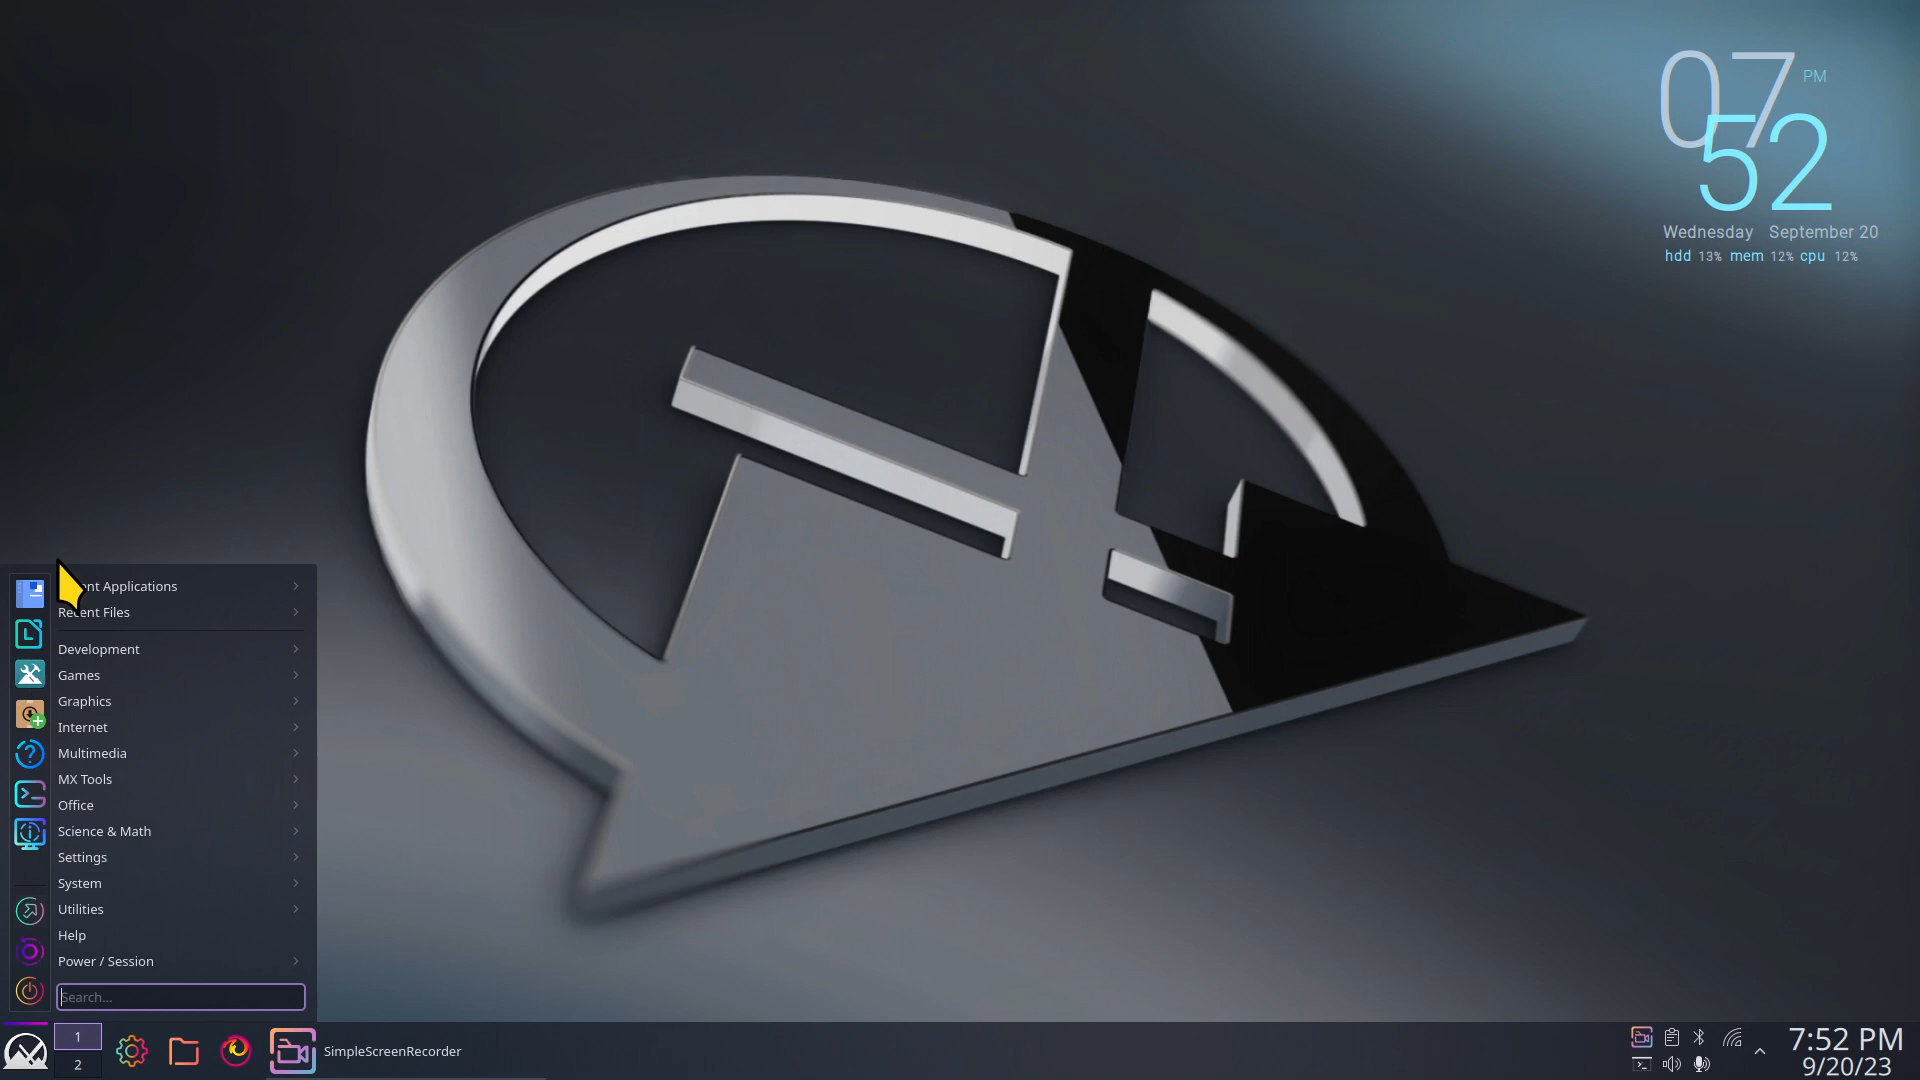 07 PM
52
Wednesday September 20
hdd 13% mem 12% cpu 12%
Applications
Recent Files
Development
Games
Graphics
Internet
Multimedia
MX Tools
Office
Science & Math
Settings
System
Utilities
Help
Power / Session
Search...
1
2
SimpleScreenRecorder
7:52 PM
9/20/23